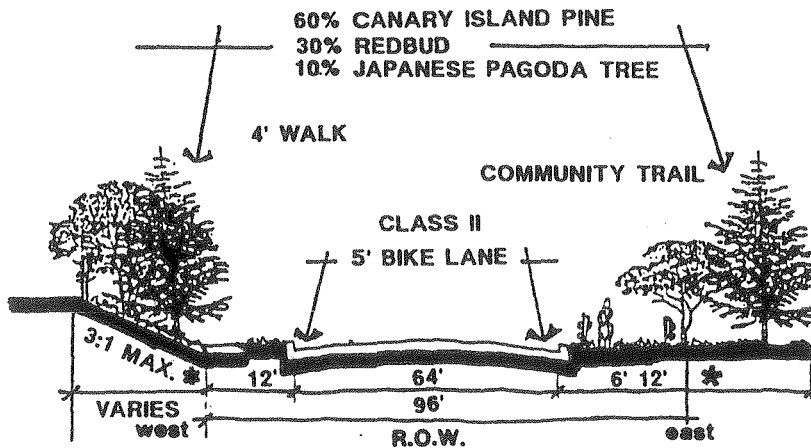 60% CANARY ISLAND PINE
30% REDBUD
10% JAPANESE PAGODA TREE
4' WALK
COMMUNITY TRAIL
CLASS II
5' BIKE LANE
3:1 MAX. *
12'
64'
6' 12' *
VARIES
96'
west
R.O.W.
east